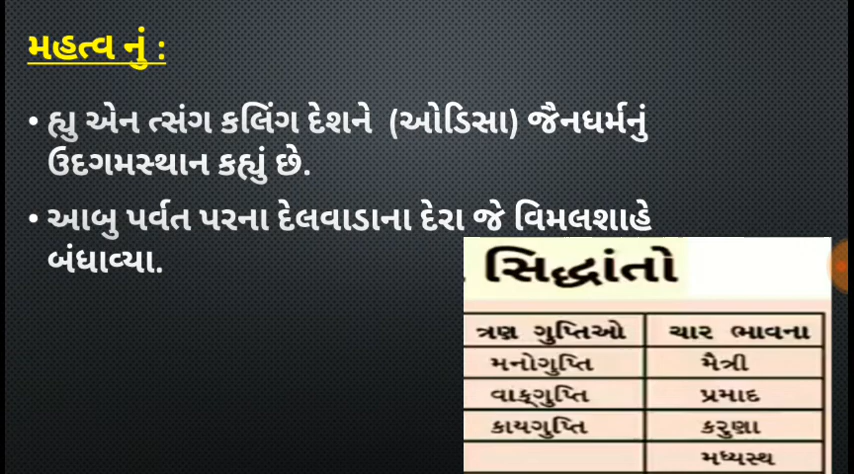 મહત્વ નું :
• હ્યુ એન ત્સંગ કલિંગ દેશને (ઓડિસા) જૈનધર્મનું
ઉદગમસ્થાન કહ્યું છે.
• આબુ પર્વત પરના દેલવાડાના દેરા જે વિમલશાહે
બંધાવ્યા.
સિદ્ધાંતો
ત્રણ ગુપ્તિઓ ચાર ભાવના
મનોગુપ્તિ મૈત્રી
વાક્ગુપ્તિ પ્રમાદ
કાયગુપ્તિ કરુણા
મધ્યસ્થ